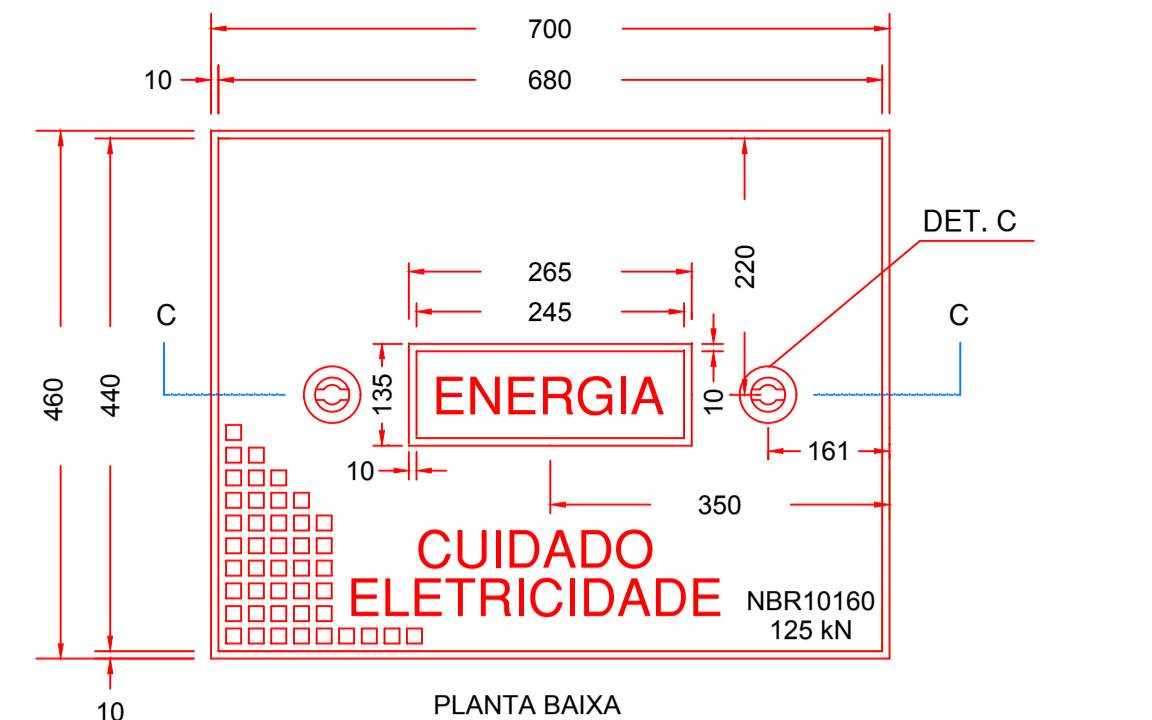 700
10
680
DET. C
220
265
245
C
C
460
440
135
ENERGIA
10
161
10
350
CUIDADO
ELETRICIDADE
NBR10160
125 kN
10
PLANTA BAIXA